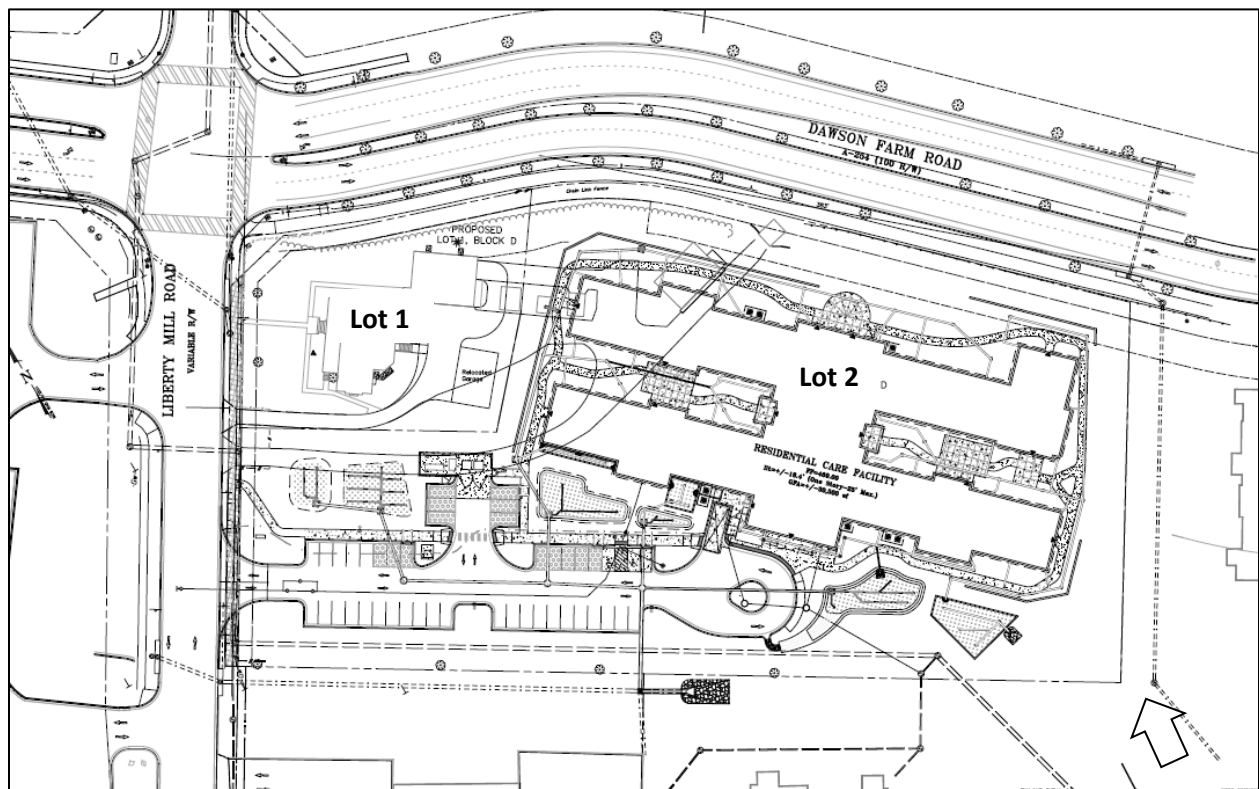 DAWSON FARM ROAD
A-254 (100 R/W)
Chain Link Fence
PROPOSED
LOT 1, BLOCK D
LIBERTY MILL ROAD
VARIABLE R/W
Lot 1
Relocated
Garage
Lot 2
D
RESIDENTIAL CARE FACILITY
N